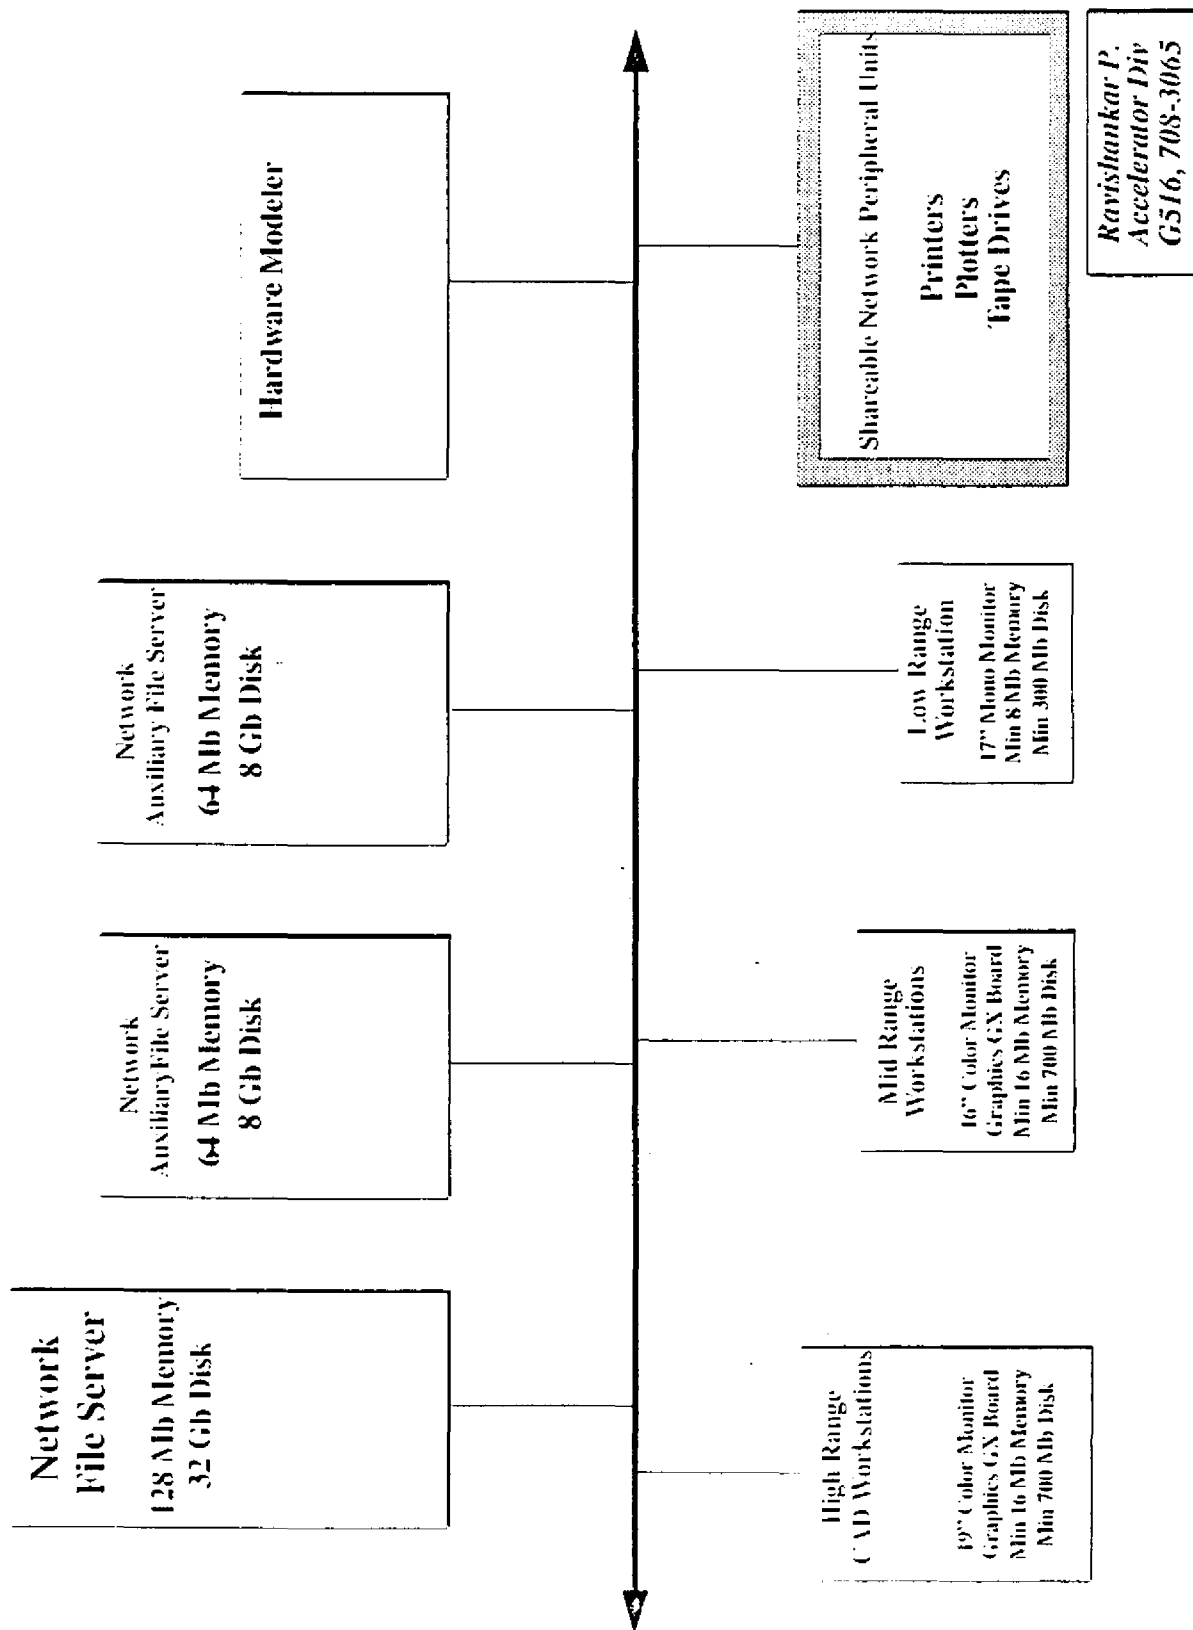 Network
File Server
128 Mb Memory
32 Gb Disk
Network
Auxiliary File Server
64 Mb Memory
8 Gb Disk
Network
Auxiliary File Server
64 Mb Memory
8 Gb Disk
Hardware Modeler
High Range
CAD Workstations
19" Color Monitor
Graphics GX Board
Min 16 Mb Memory
Min 700 Mb Disk
Mid Range
Workstations
16" Color Monitor
Graphics GX Board
Min 16 Mb Memory
Min 700 Mb Disk
Low Range
Workstation
17" Mono Monitor
Min 8 Mb Memory
Min 300 Mb Disk
Shareable Network Peripheral Units
Printers
Plotters
Tape Drives
Ravishankar P.
Accelerator Div
G516, 708-3065